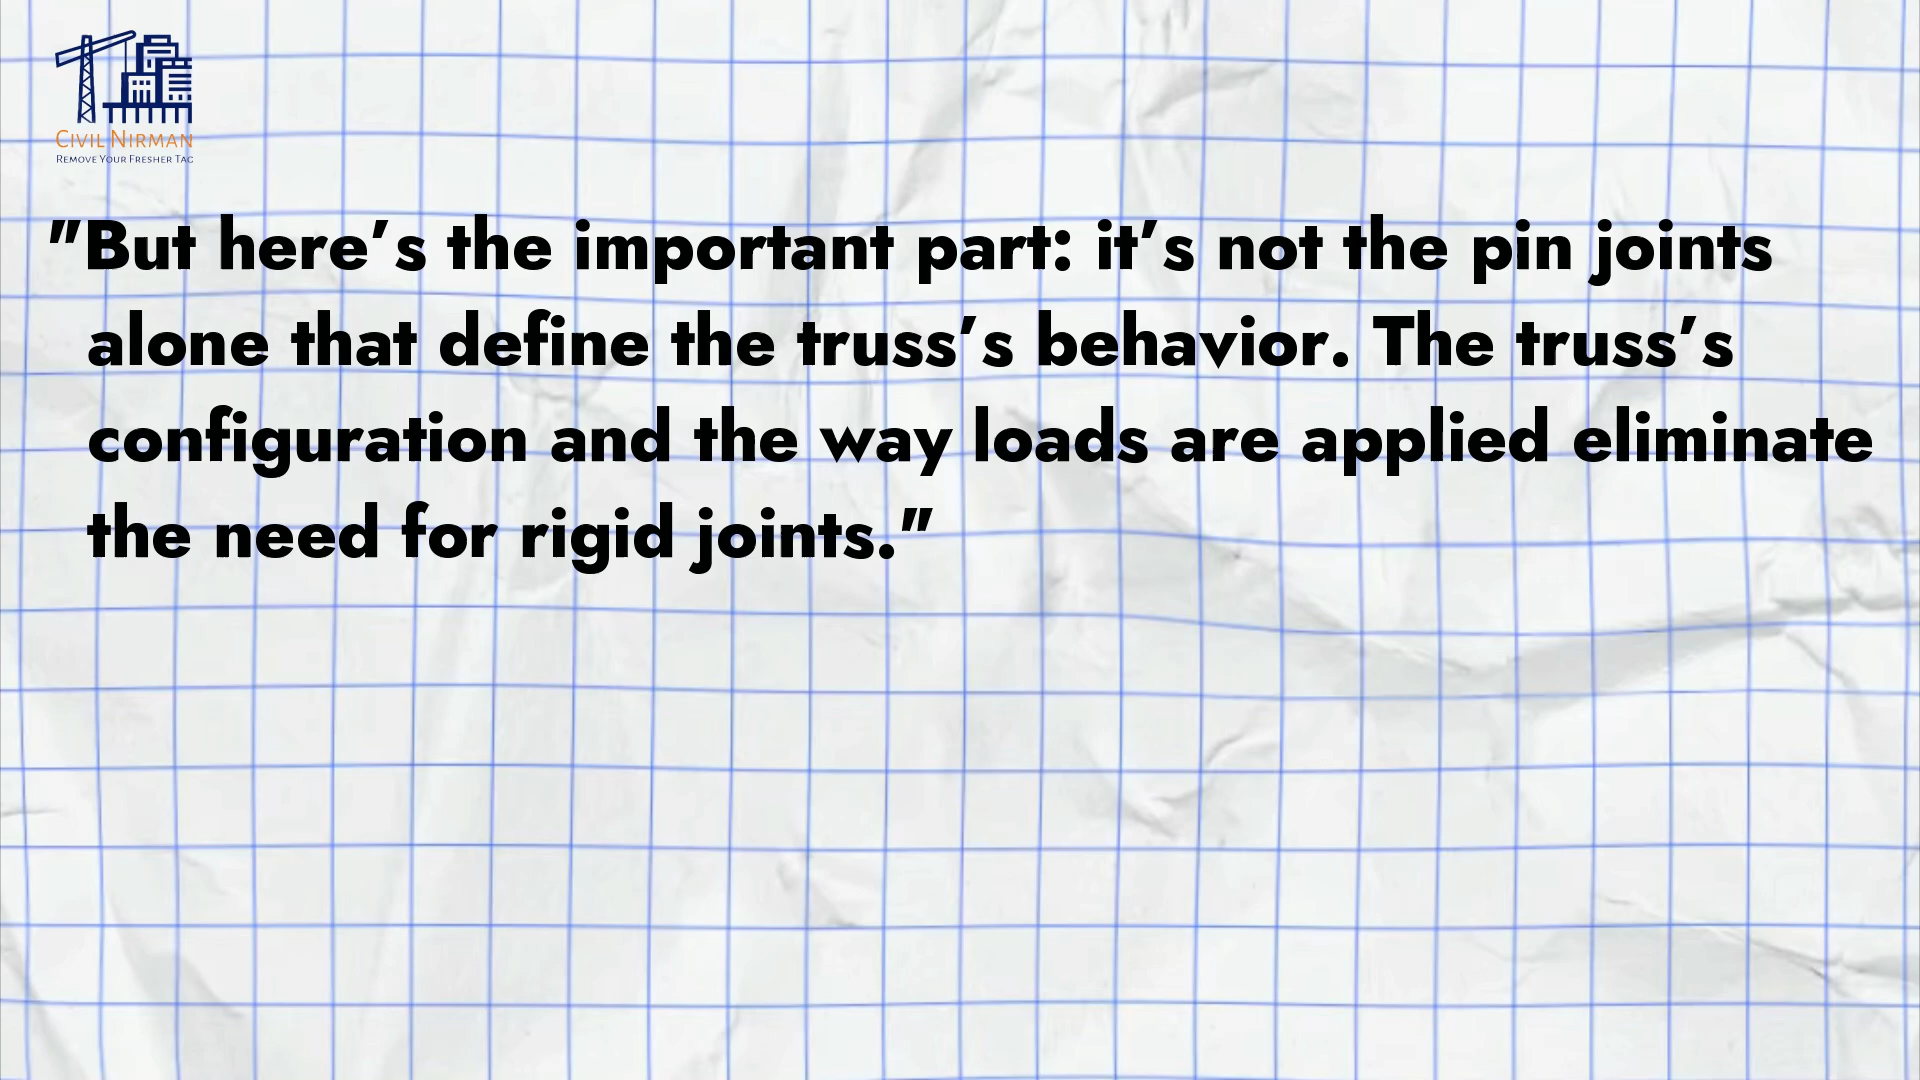 CIVIL NIRMAN
REMOVE YOUR FRESHER TAG
"But here's the important part: it's not the pin joints
alone that define the truss's behavior. The truss's
configuration and the way loads are applied eliminate
the need for rigid joints."